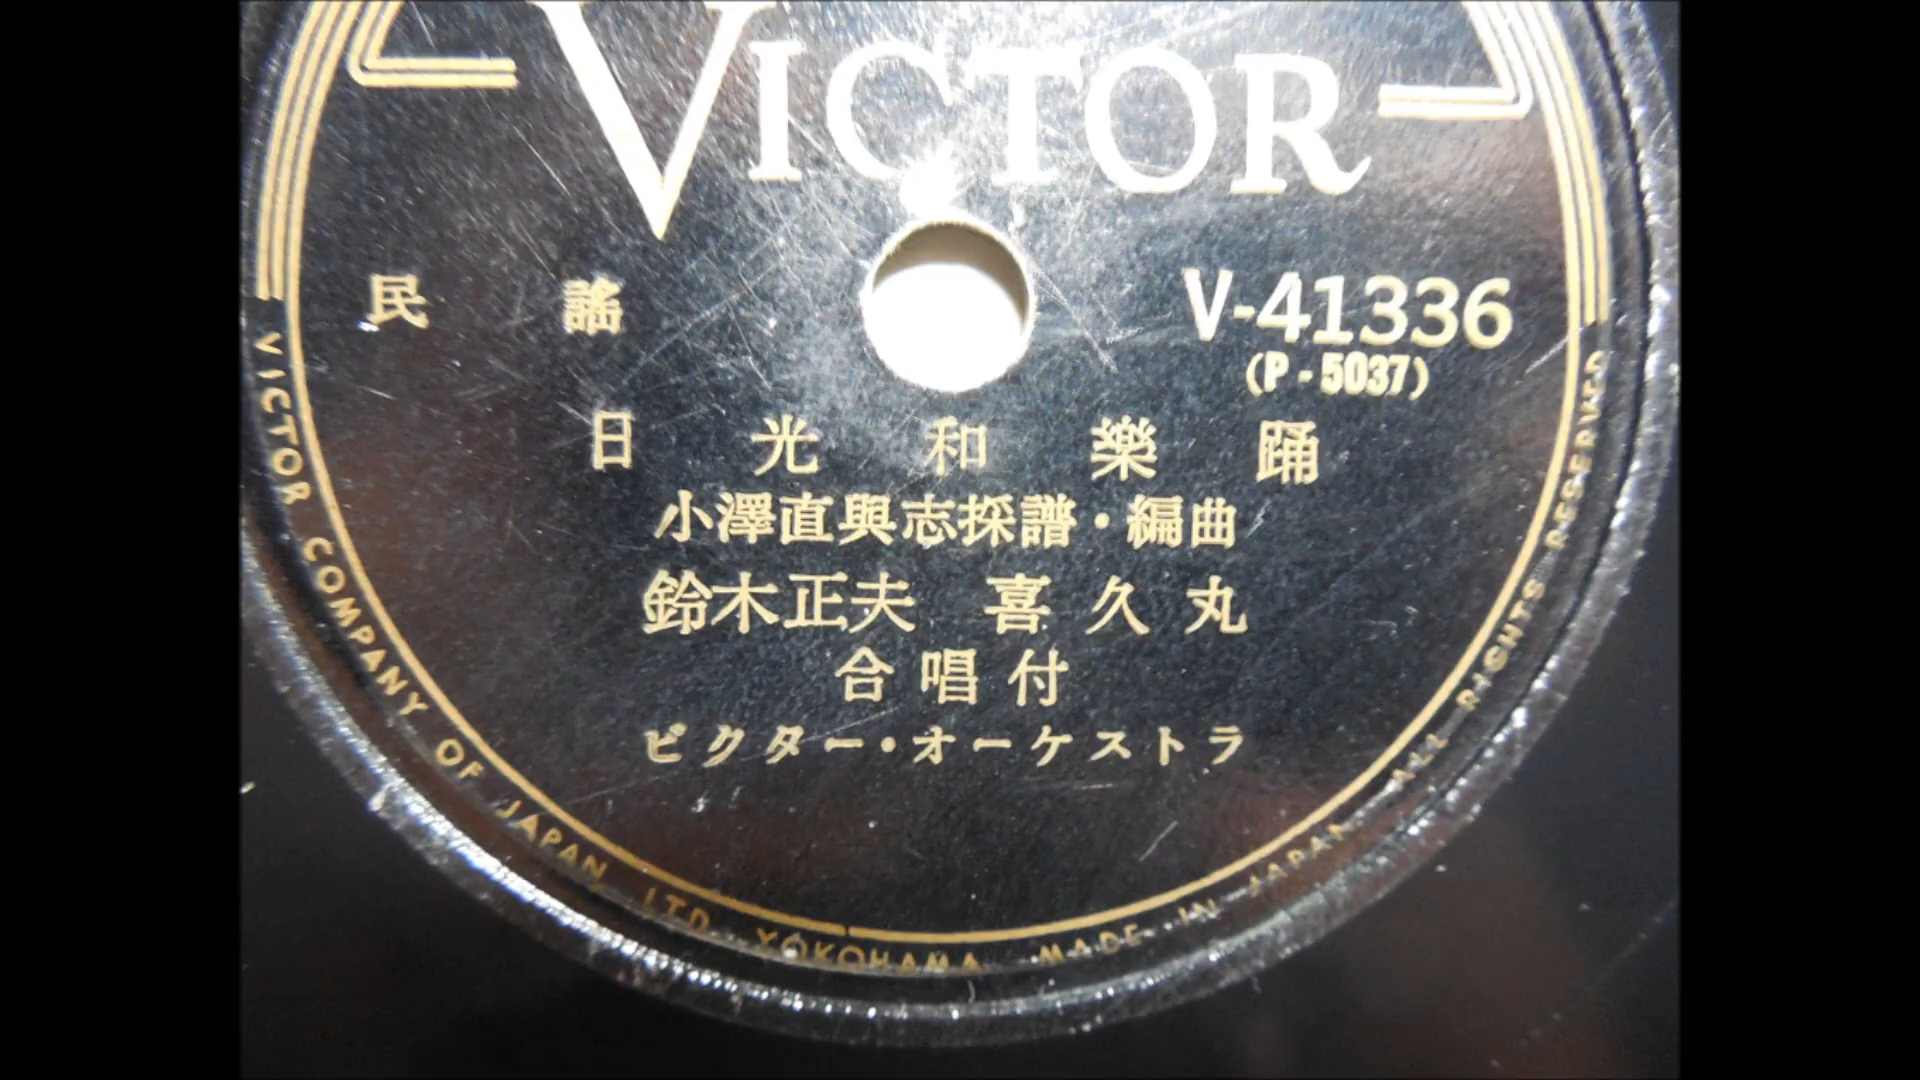 VICTOR
民謠
V-41336
(P-5037)
日光和樂踊
小澤直與志採譜・編曲
鈴木正夫 喜久丸
合唱付
ビクター・オーケストラ
VICTOR COMPANY OF JAPAN, LTD. YOKOHAMA MADE IN JAPAN ALL RIGHTS RESERVED